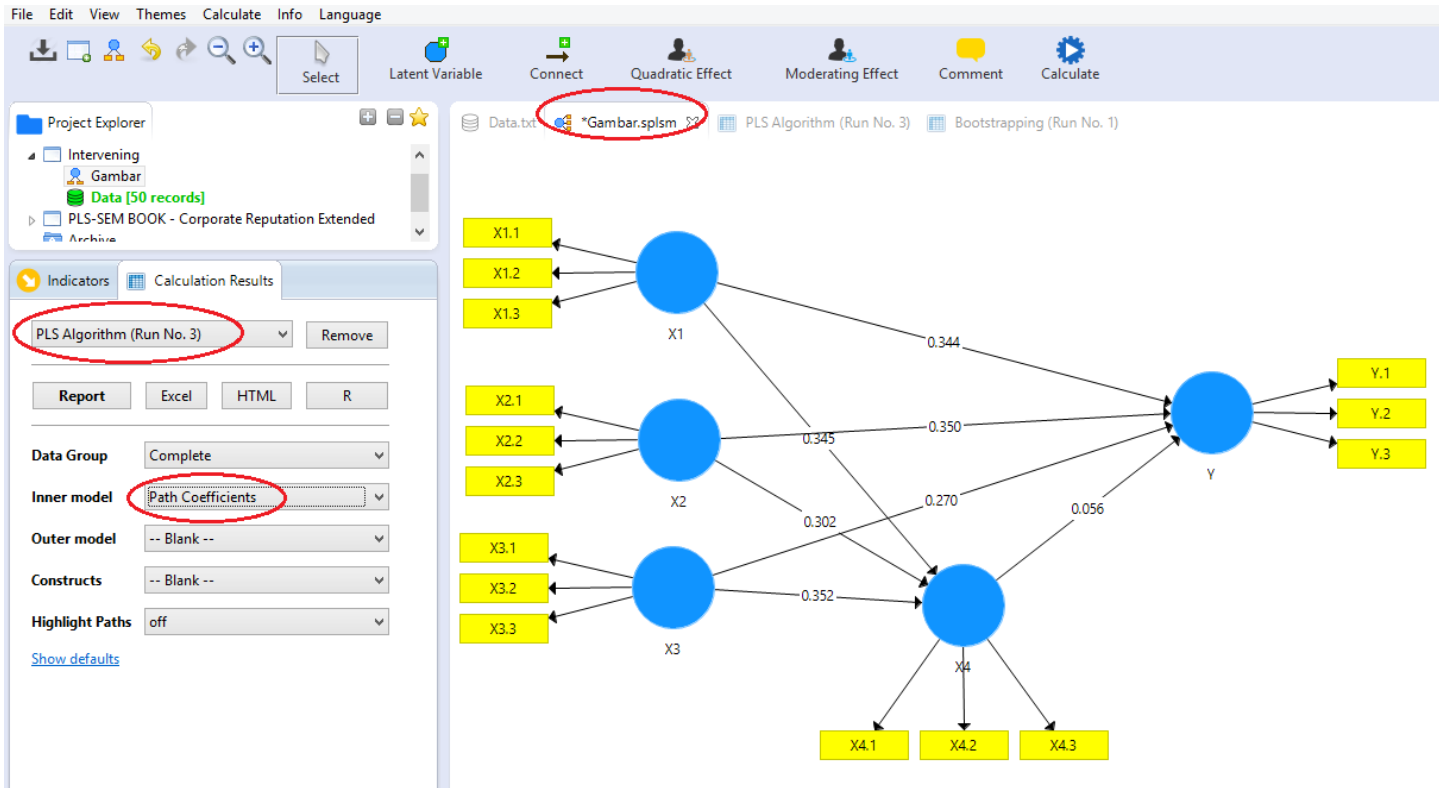 File Edit View Themes Calculate Info Language
Select
Latent Variable
Connect
Quadratic Effect
Moderating Effect
Comment
Calculate
Project Explorer
Intervening
Gambar
Data [50 records]
PLS-SEM BOOK - Corporate Reputation Extended
Archive
Indicators
Calculation Results
PLS Algorithm (Run No. 3)
Remove
Report
Excel
HTML
R
Data Group
Complete
Inner model
Path Coefficients
Outer model
-- Blank --
Constructs
-- Blank --
Highlight Paths
off
Show defaults
Data.txt
*Gambar.splsm
PLS Algorithm (Run No. 3)
Bootstrapping (Run No. 1)
X1.1
X1.2
X1.3
X1
0.344
Y.1
Y.2
Y.3
Y
X2.1
X2.2
X2.3
X2
0.345
0.350
0.302
0.270
0.056
X3.1
X3.2
X3.3
X3
0.352
X4
X4.1
X4.2
X4.3